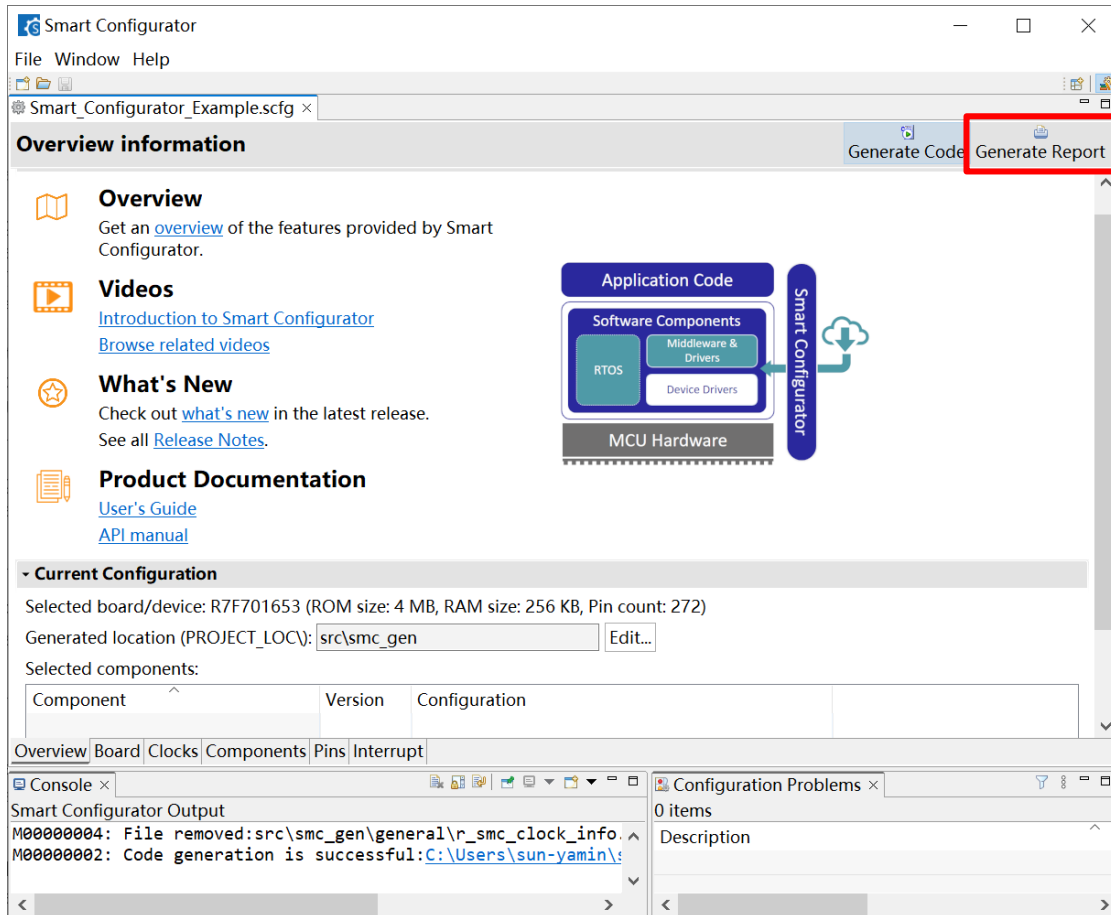 Smart Configurator
File Window Help
Smart_Configurator_Example.scfg
Overview information
Generate Code
Generate Report
Overview
Get an overview of the features provided by Smart
Configurator.
Videos
Introduction to Smart Configurator
Browse related videos
What's New
Check out what's new in the latest release.
See all Release Notes.
Product Documentation
User's Guide
API manual
Application Code
Software Components
RTOS
Middleware &
Drivers
Device Drivers
MCU Hardware
Smart Configurator
Current Configuration
Selected board/device: R7F701653 (ROM size: 4 MB, RAM size: 256 KB, Pin count: 272)
Generated location (PROJECT_LOC\): src\smc_gen Edit...
Selected components:
Component Version Configuration
Overview Board Clocks Components Pins Interrupt
Console
Smart Configurator Output
M00000004: File removed:src\smc_gen\general\r_smc_clock_info.
M00000002: Code generation is successful:C:\Users\sun-yamin\
Configuration Problems
0 items
Description